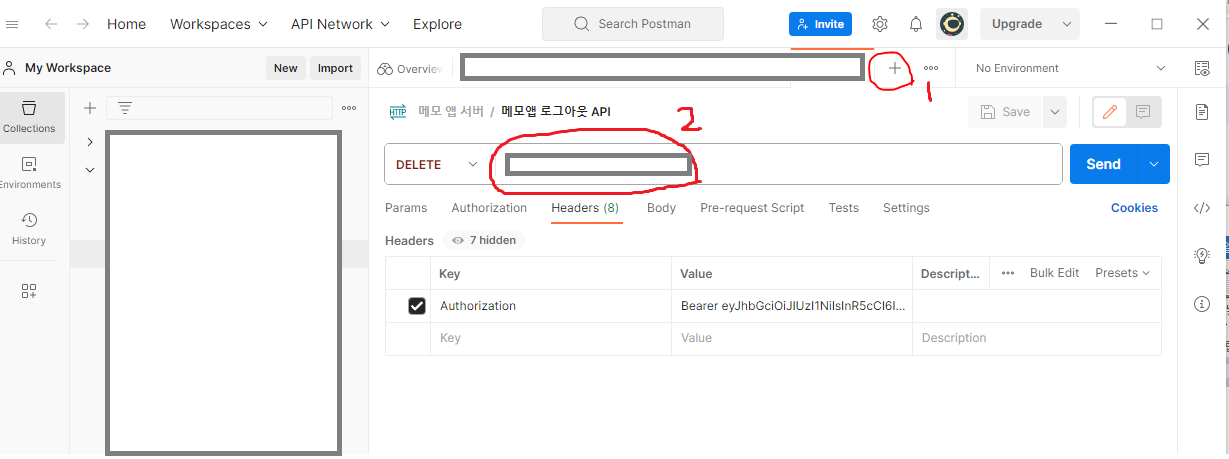 Home Workspaces API Network Explore Search Postman Invite Upgrade
My Workspace New Import Overview No Environment
1
Collections
메모 앱 서버 / 메모앱 로그아웃 API Save
2
DELETE Send
Environments
Params Authorization Headers (8) Body Pre-request Script Tests Settings Cookies
History
Headers 7 hidden
Key Value Descript... Bulk Edit Presets
Authorization Bearer eyJhbGciOiJIUzI1NiIsInR5cCI6I...
Key Value Description